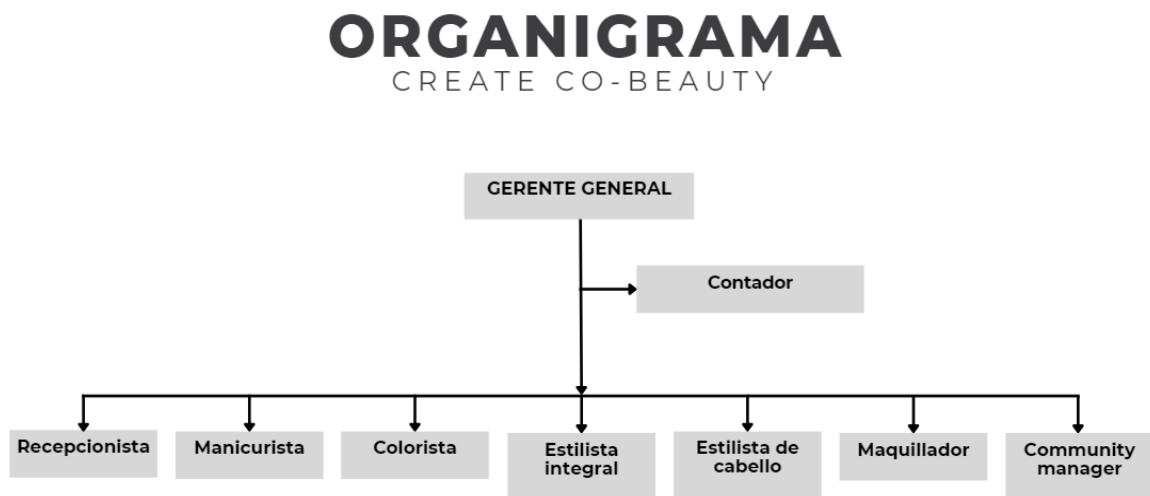 ORGANIGRAMA
CREATE CO-BEAUTY
GERENTE GENERAL
Contador
Recepcionista
Manicurista
Colorista
Estilista
integral
Estilista de
cabello
Maquillador
Community
manager